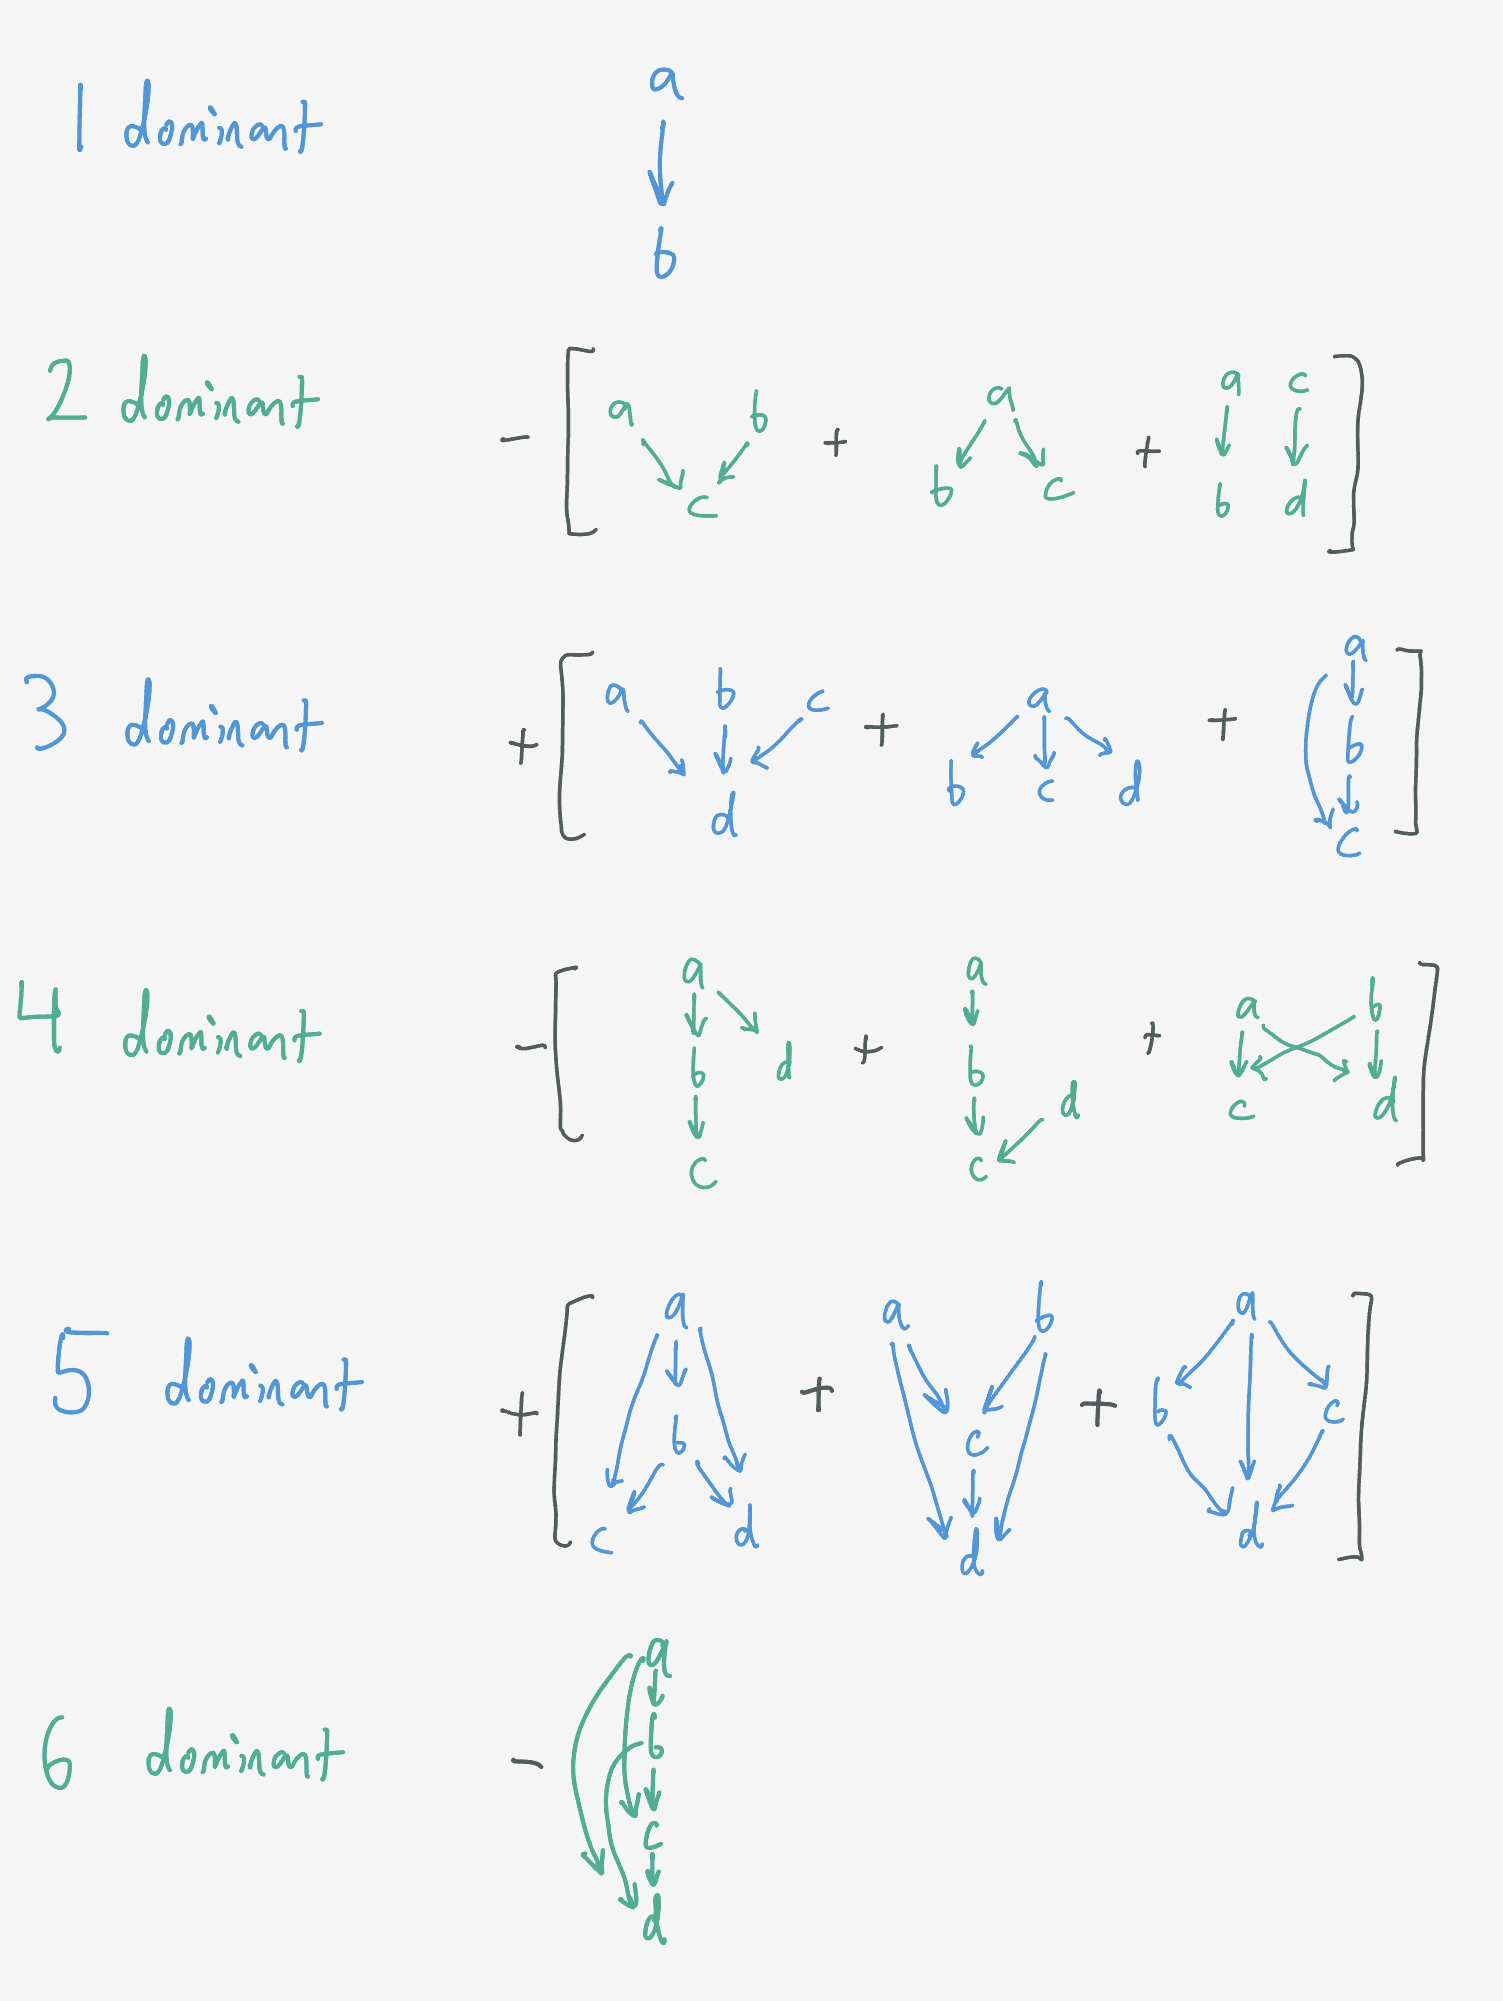 1 dominant
a
b
2 dominant
- [ a b c + a b c + a c b d ]
3 dominant
+ [ a b c d + a b c d + a b c ]
4 dominant
- [ a b d c + a b d c + a b c d ]
5 dominant
+ [ a b c d + a b c d + a b c d ]
6 dominant
- a
b
c
d